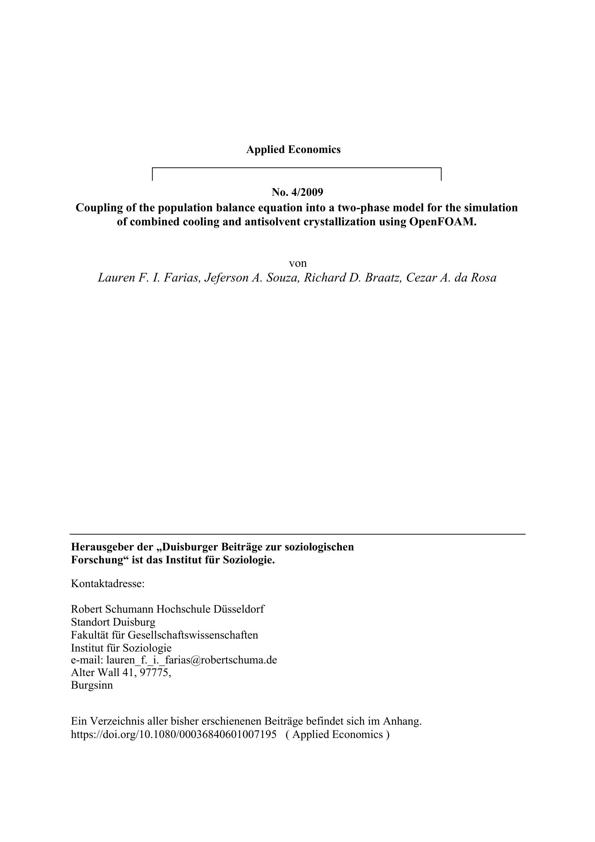 Applied Economics
No. 4/2009
Coupling of the population balance equation into a two-phase model for the simulation
of combined cooling and antisolvent crystallization using OpenFOAM.
von
Lauren F. I. Farias, Jeferson A. Souza, Richard D. Braatz, Cezar A. da Rosa
Herausgeber der „Duisburger Beiträge zur soziologischen
Forschung“ ist das Institut für Soziologie.
Kontaktadresse:
Robert Schumann Hochschule Düsseldorf
Standort Duisburg
Fakultät für Gesellschaftswissenschaften
Institut für Soziologie
e-mail: lauren_f._i._farias@robertschuma.de
Alter Wall 41, 97775,
Burgsinn
Ein Verzeichnis aller bisher erschienenen Beiträge befindet sich im Anhang.
https://doi.org/10.1080/00036840601007195 ( Applied Economics )